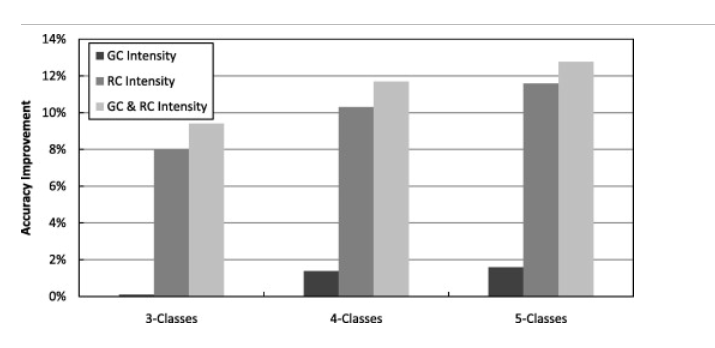 14%
GC Intensity
12%
RC Intensity
10%
GC & RC Intensity
8%
6%
4%
2%
0%
Accuracy Improvement
3-Classes 4-Classes 5-Classes